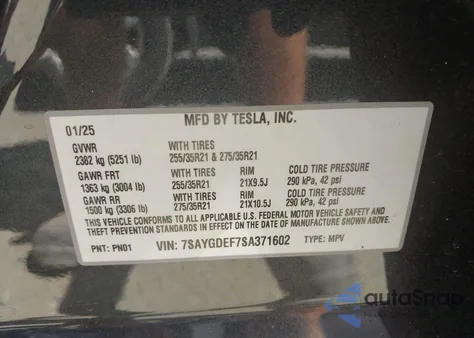 MFD BY TESLA, INC.
01/25
GVWR WITH TIRES
2382 kg (5251 lb) 255/35R21 & 275/35R21
GAWR FRT WITH TIRES RIM COLD TIRE PRESSURE
1363 kg (3004 lb) 255/35R21 21X9.5J 290 kPa, 42 psi
GAWR RR WITH TIRES RIM COLD TIRE PRESSURE
1500 kg (3306 lb) 275/35R21 21X10.5J 290 kPa, 42 psi
THIS VEHICLE CONFORMS TO ALL APPLICABLE U.S. FEDERAL MOTOR VEHICLE SAFETY AND
THEFT PREVENTION STANDARDS IN EFFECT ON THE DATE OF MANUFACTURE SHOWN ABOVE.
PNT: PN01 VIN: 7SAYGDEF7SA371602 TYPE: MPV
autoSnap